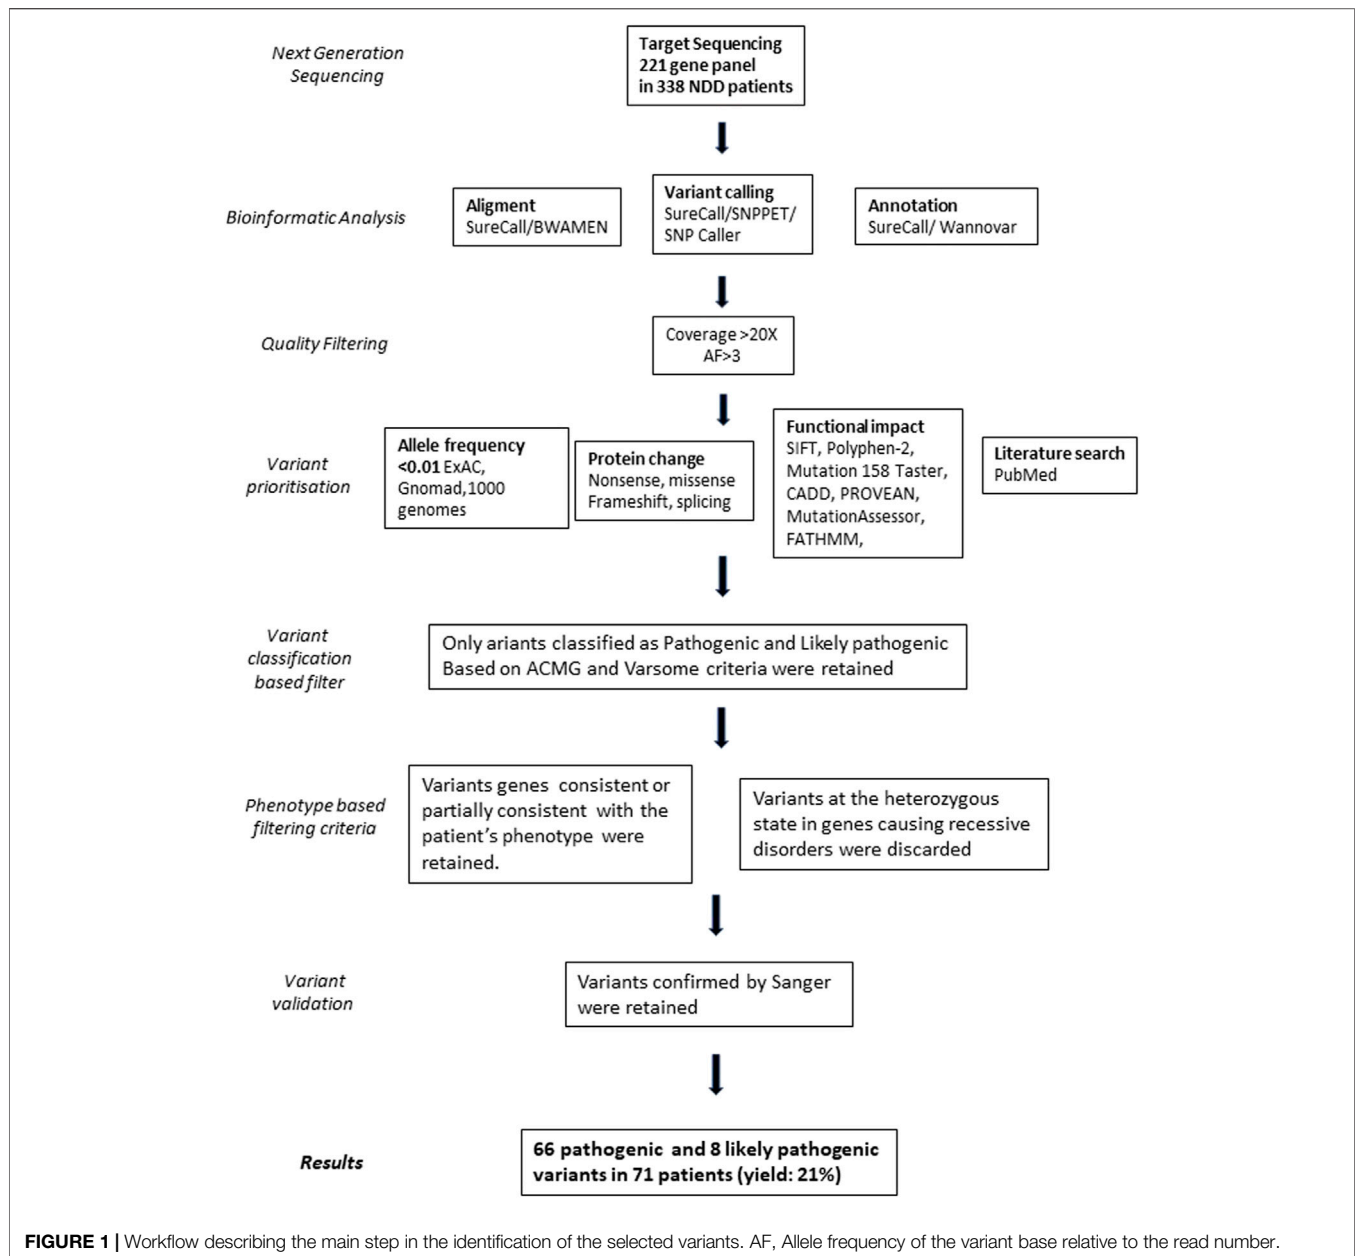 Next Generation
Sequencing
Target Sequencing
221 gene panel
in 338 NDD patients
Bioinformatic Analysis
Aligment
SureCall/BWAMEN
Variant calling
SureCall/SNPPET/
SNP Caller
Annotation
SureCall/ Wannovar
Quality Filtering
Coverage >20X
AF>3
Variant
prioritisation
Allele frequency
<0.01 ExAC,
Gnomad,1000
genomes
Protein change
Nonsense, missense
Frameshift, splicing
Functional impact
SIFT, Polyphen-2,
Mutation 158 Taster,
CADD, PROVEAN,
MutationAssessor,
FATHMM,
Literature search
PubMed
Variant
classification
based filter
Only ariants classified as Pathogenic and Likely pathogenic
Based on ACMG and Varsome criteria were retained
Phenotype based
filtering criteria
Variants genes consistent or
partially consistent with the
patient's phenotype were
retained.
Variants at the heterozygous
state in genes causing recessive
disorders were discarded
Variant
validation
Variants confirmed by Sanger
were retained
Results
66 pathogenic and 8 likely pathogenic
variants in 71 patients (yield: 21%)
FIGURE 1 | Workflow describing the main step in the identification of the selected variants. AF, Allele frequency of the variant base relative to the read number.